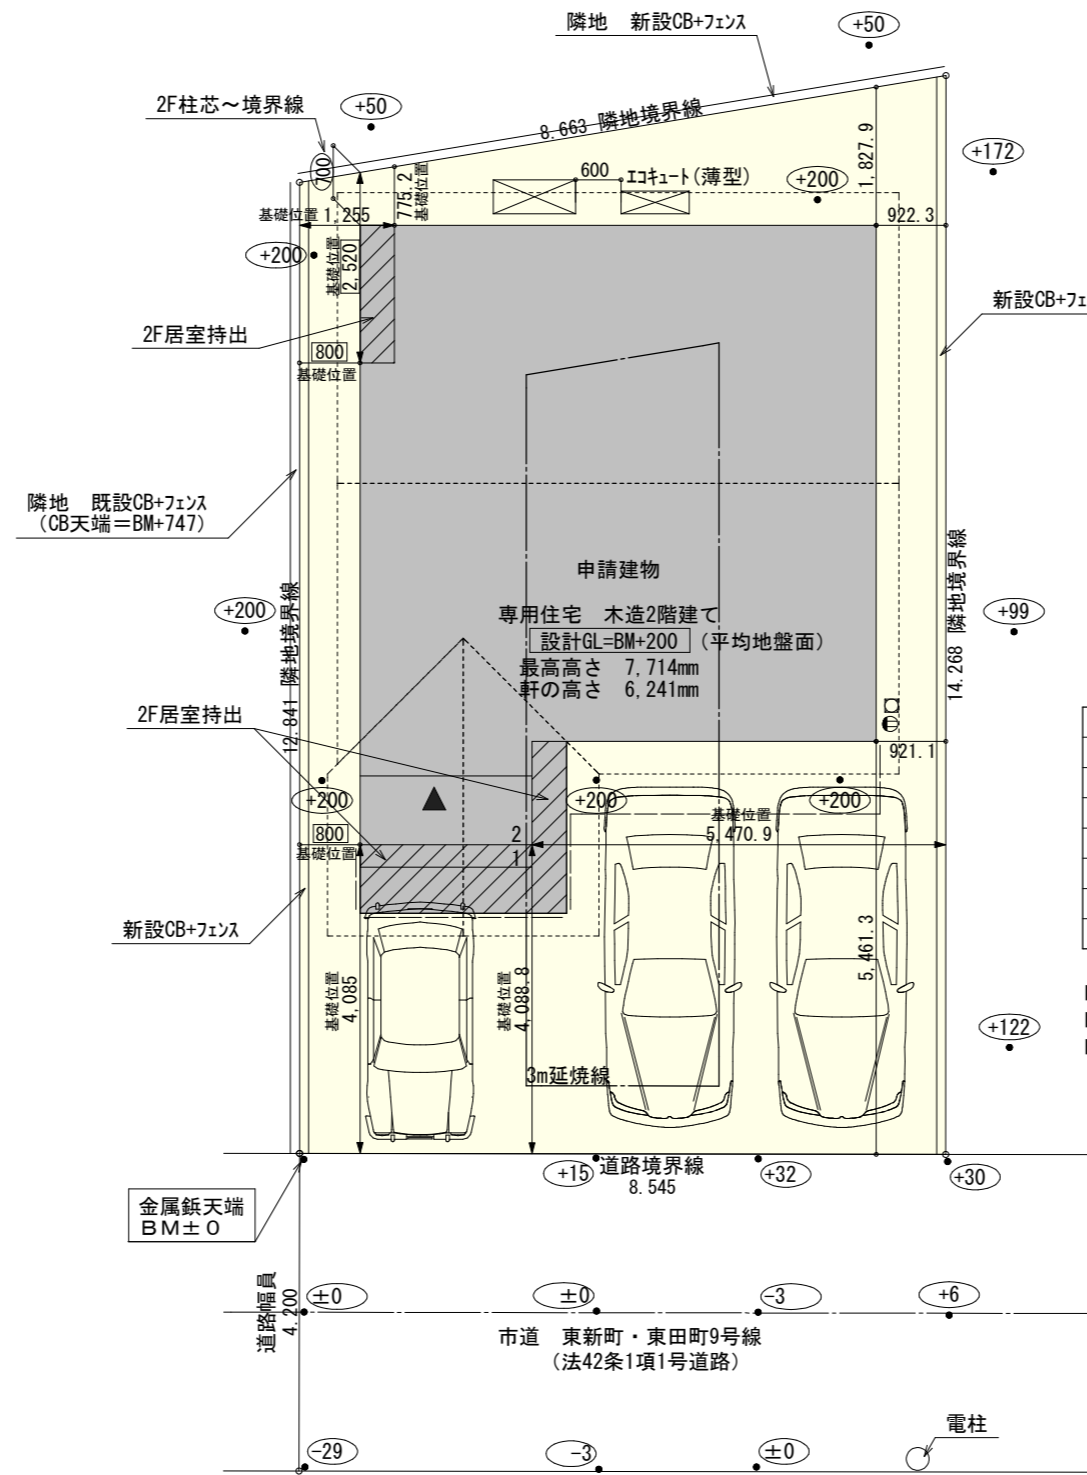 隣地 新設CB+フェンス
+50
2F柱芯～境界線
+50
8.663 隣地境界線
+172
700
775.2
基礎位置
600
エコキュート(薄型)
+200
1,827.9
基礎位置 1,255
922.3
+200
基礎位置
2,520
新設CB+フェ
2F居室持出
800
基礎位置
隣地 既設CB+フェンス
(CB天端＝BM+747)
12.841 隣地境界線
14.268 隣地境界線
申請建物
+200
+99
専用住宅 木造2階建て
設計GL=BM+200 (平均地盤面)
最高高さ 7,714mm
軒の高さ 6,241mm
2F居室持出
921.1
+200
+200
+200
800
基礎位置
2
1
基礎位置
5,470.9
新設CB+フェンス
基礎位置
4,085
基礎位置
4,088.8
5,461.3
+122
3m延焼線
+15
道路境界線
8.545
+32
+30
金属鋲天端
BM±0
道路幅員
4.200
±0
±0
-3
+6
市道 東新町・東田町9号線
(法42条1項1号道路)
電柱
-29
-3
±0